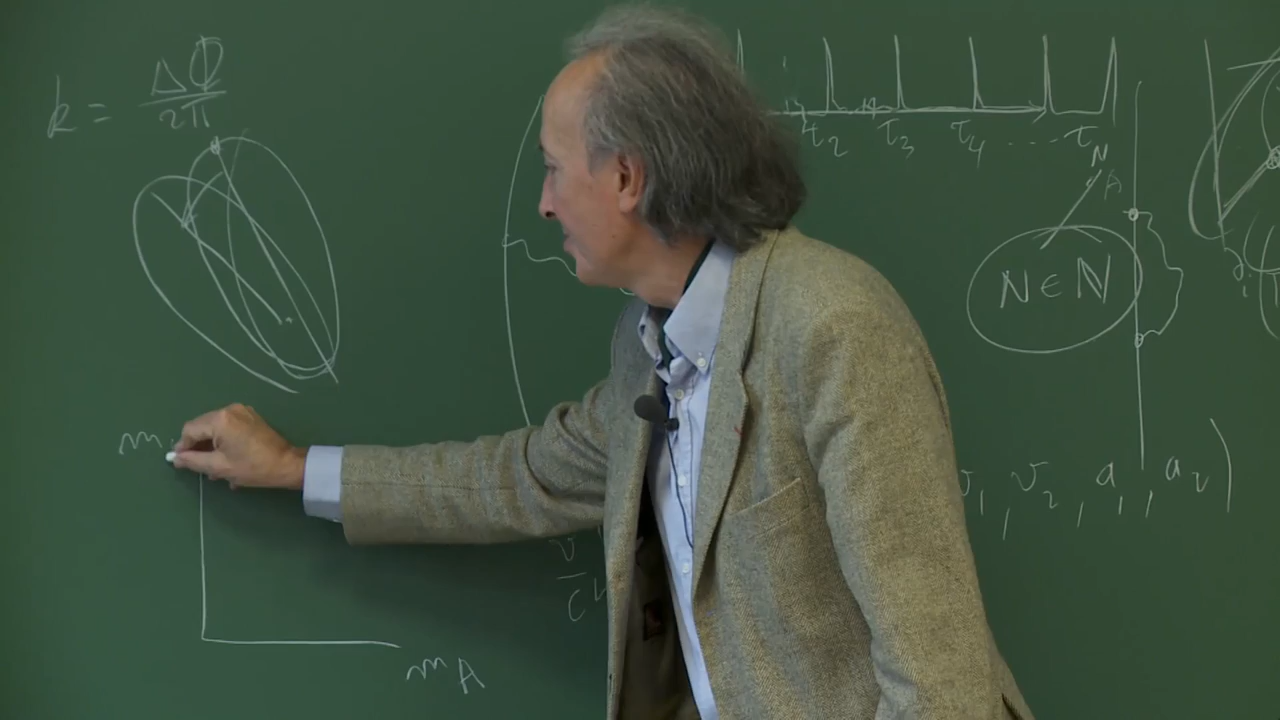 k = ΔΦ/2π
τ2 τ3 τ4 .... τN
A
N ∈ ℕ
v1, v2, a1, a2)
m
mA